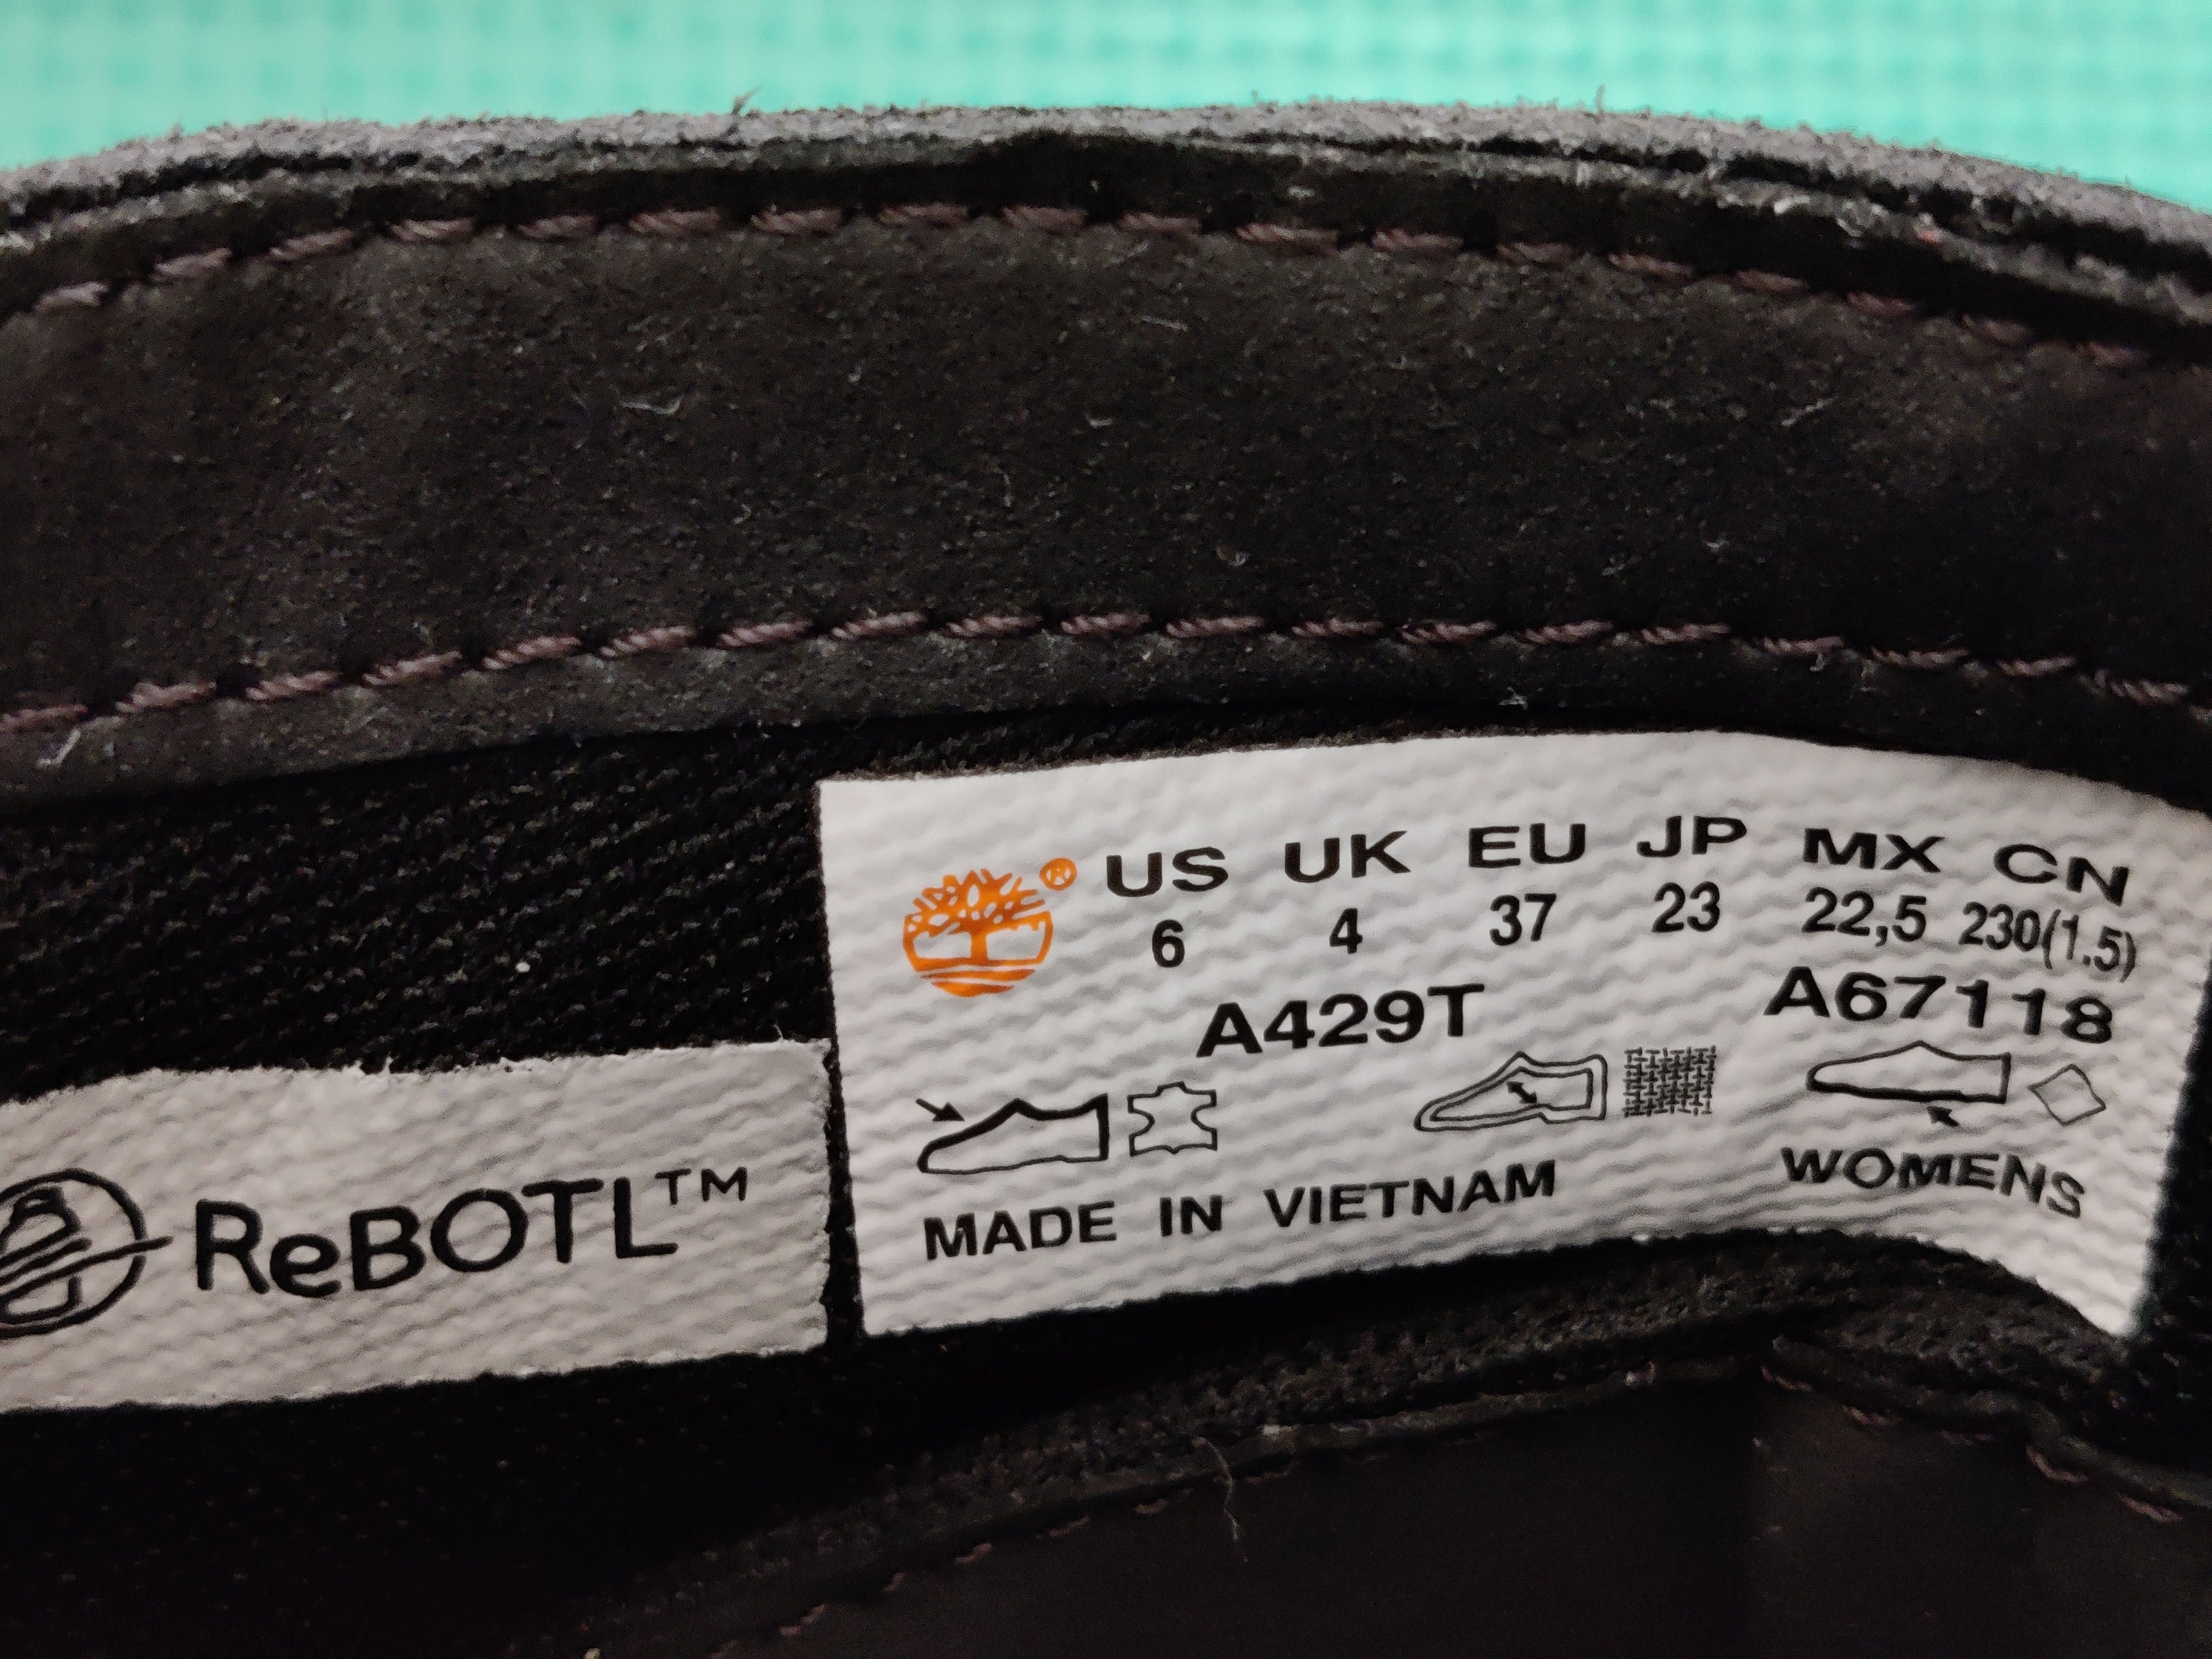 ® US UK EU JP MX CN
6 4 37 23 22,5 230(1.5)
A429T A67118
MADE IN VIETNAM WOMENS
ReBOTL™